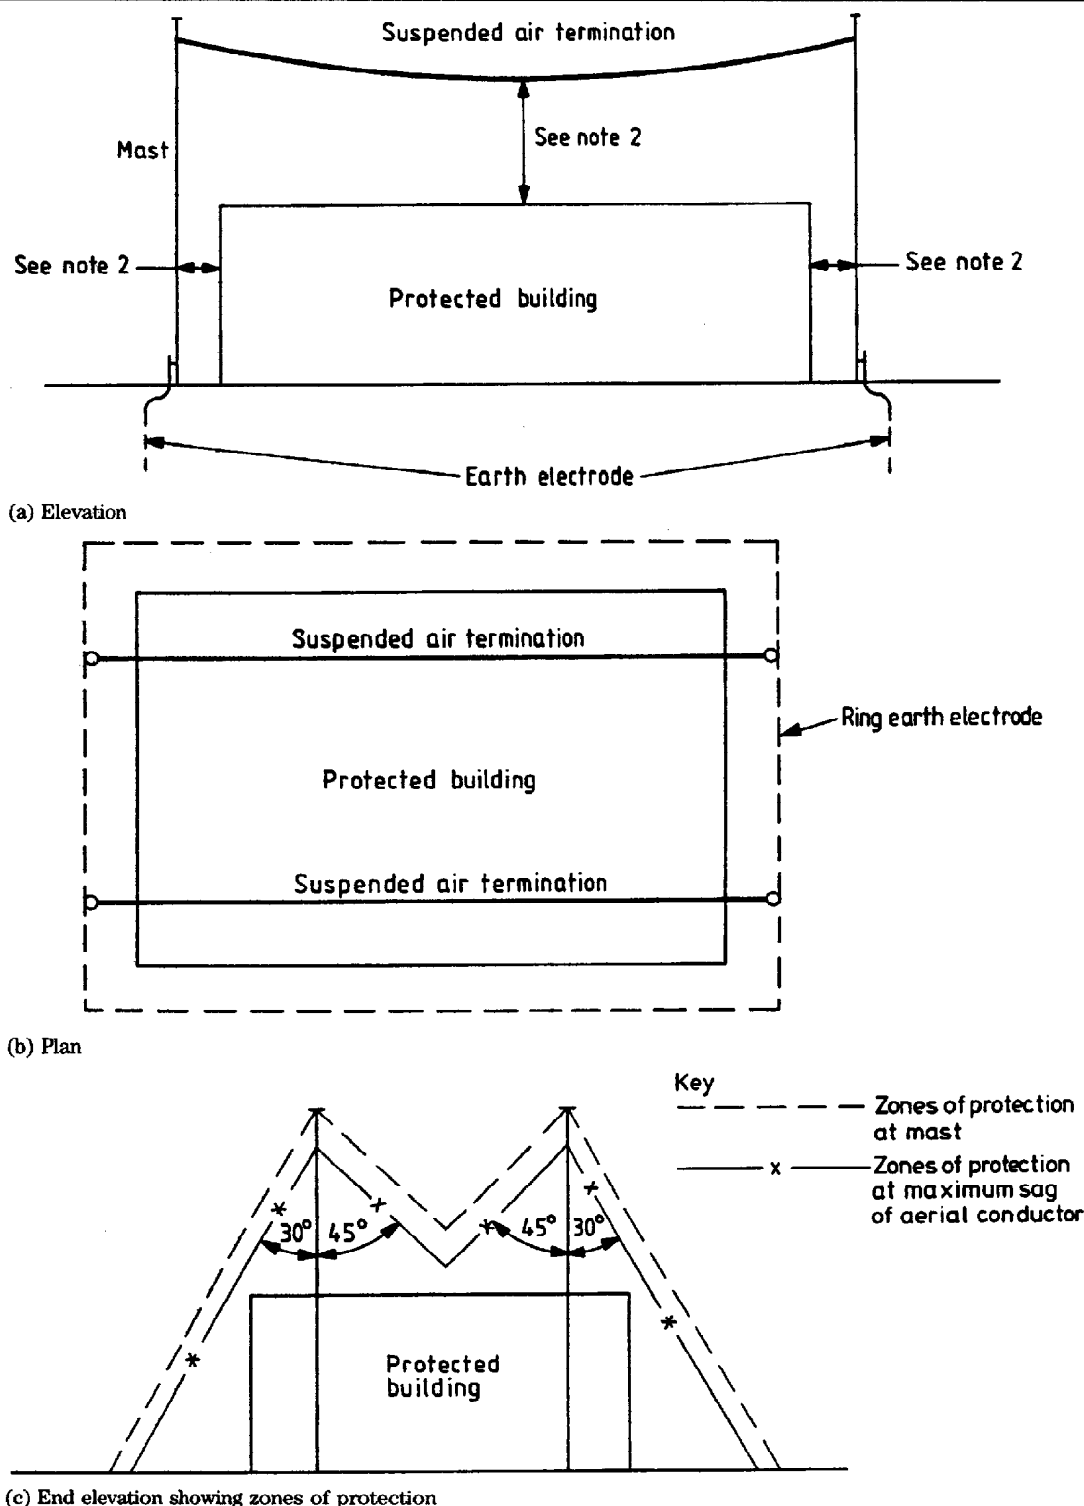 Suspended air termination
Mast
See note 2
See note 2
See note 2
Protected building
Earth electrode
(a) Elevation
Suspended air termination
Ring earth electrode
Protected building
Suspended air termination
(b) Plan
Key
Zones of protection
at mast
x
Zones of protection
at maximum sag
of aerial conductor
30° 45° 45° 30°
Protected
building
(c) End elevation showing zones of protection